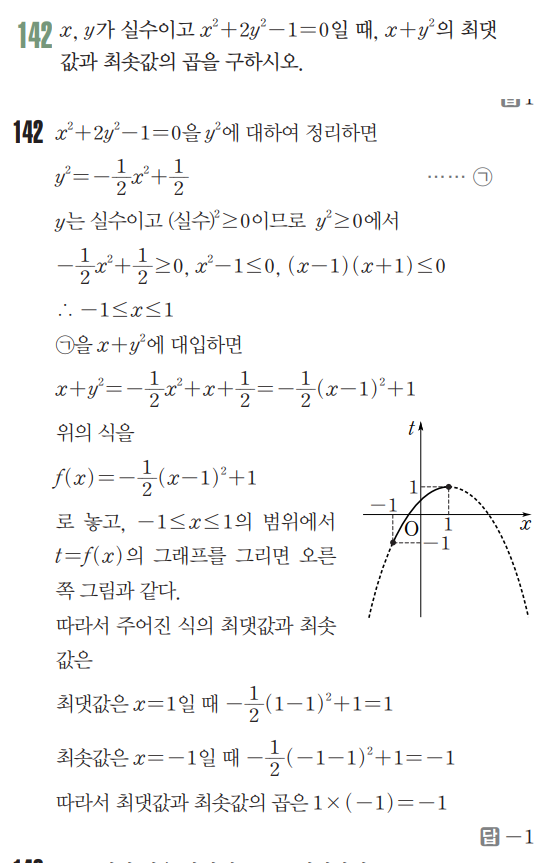 142 x, y가 실수이고 x²+2y²-1=0일 때, x+y²의 최댓
값과 최솟값의 곱을 구하시오.
142 x²+2y²-1=0을 y²에 대하여 정리하면
y²=-1/2x²+1/2 …… ㉠
y는 실수이고 (실수)²≥0이므로 y²≥0에서
-1/2x²+1/2≥0, x²-1≤0, (x-1)(x+1)≤0
∴ -1≤x≤1
㉠을 x+y²에 대입하면
x+y²=-1/2x²+x+1/2=-1/2(x-1)²+1
위의 식을
f(x)=-1/2(x-1)²+1
로 놓고, -1≤x≤1의 범위에서
t=f(x)의 그래프를 그리면 오른
쪽 그림과 같다.
따라서 주어진 식의 최댓값과 최솟
값은
t
1
-1
O 1 x
-1
최댓값은 x=1일 때 -1/2(1-1)²+1=1
최솟값은 x=-1일 때 -1/2(-1-1)²+1=-1
따라서 최댓값과 최솟값의 곱은 1×(-1)=-1
답 -1